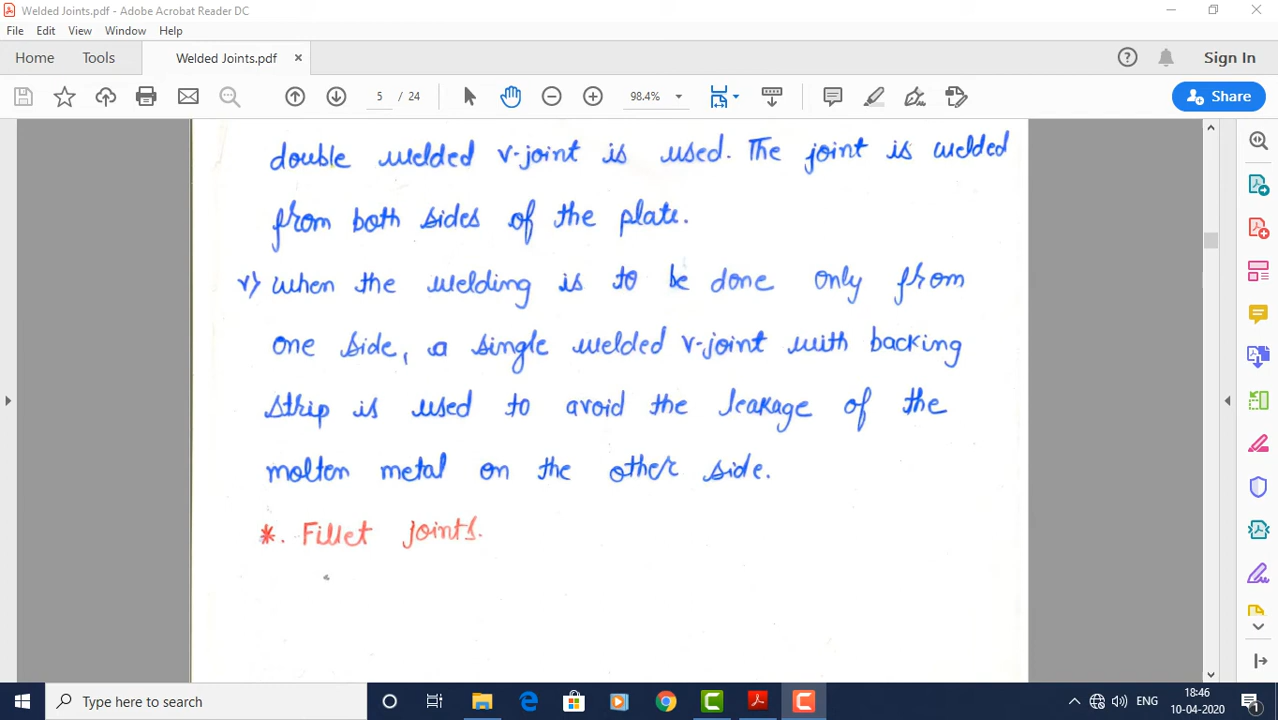 Welded Joints.pdf - Adobe Acrobat Reader DC
File Edit View Window Help
Home Tools Welded Joints.pdf × Sign In
5 / 24 98.4% Share
double welded v-joint is used. The joint is welded
from both sides of the plate.
v) when the welding is to be done only from
one side, a single welded v-joint with backing
strip is used to avoid the leakage of the
molten metal on the other side.
*. Fillet joints.
Type here to search ENG 18:46
10-04-2020 1